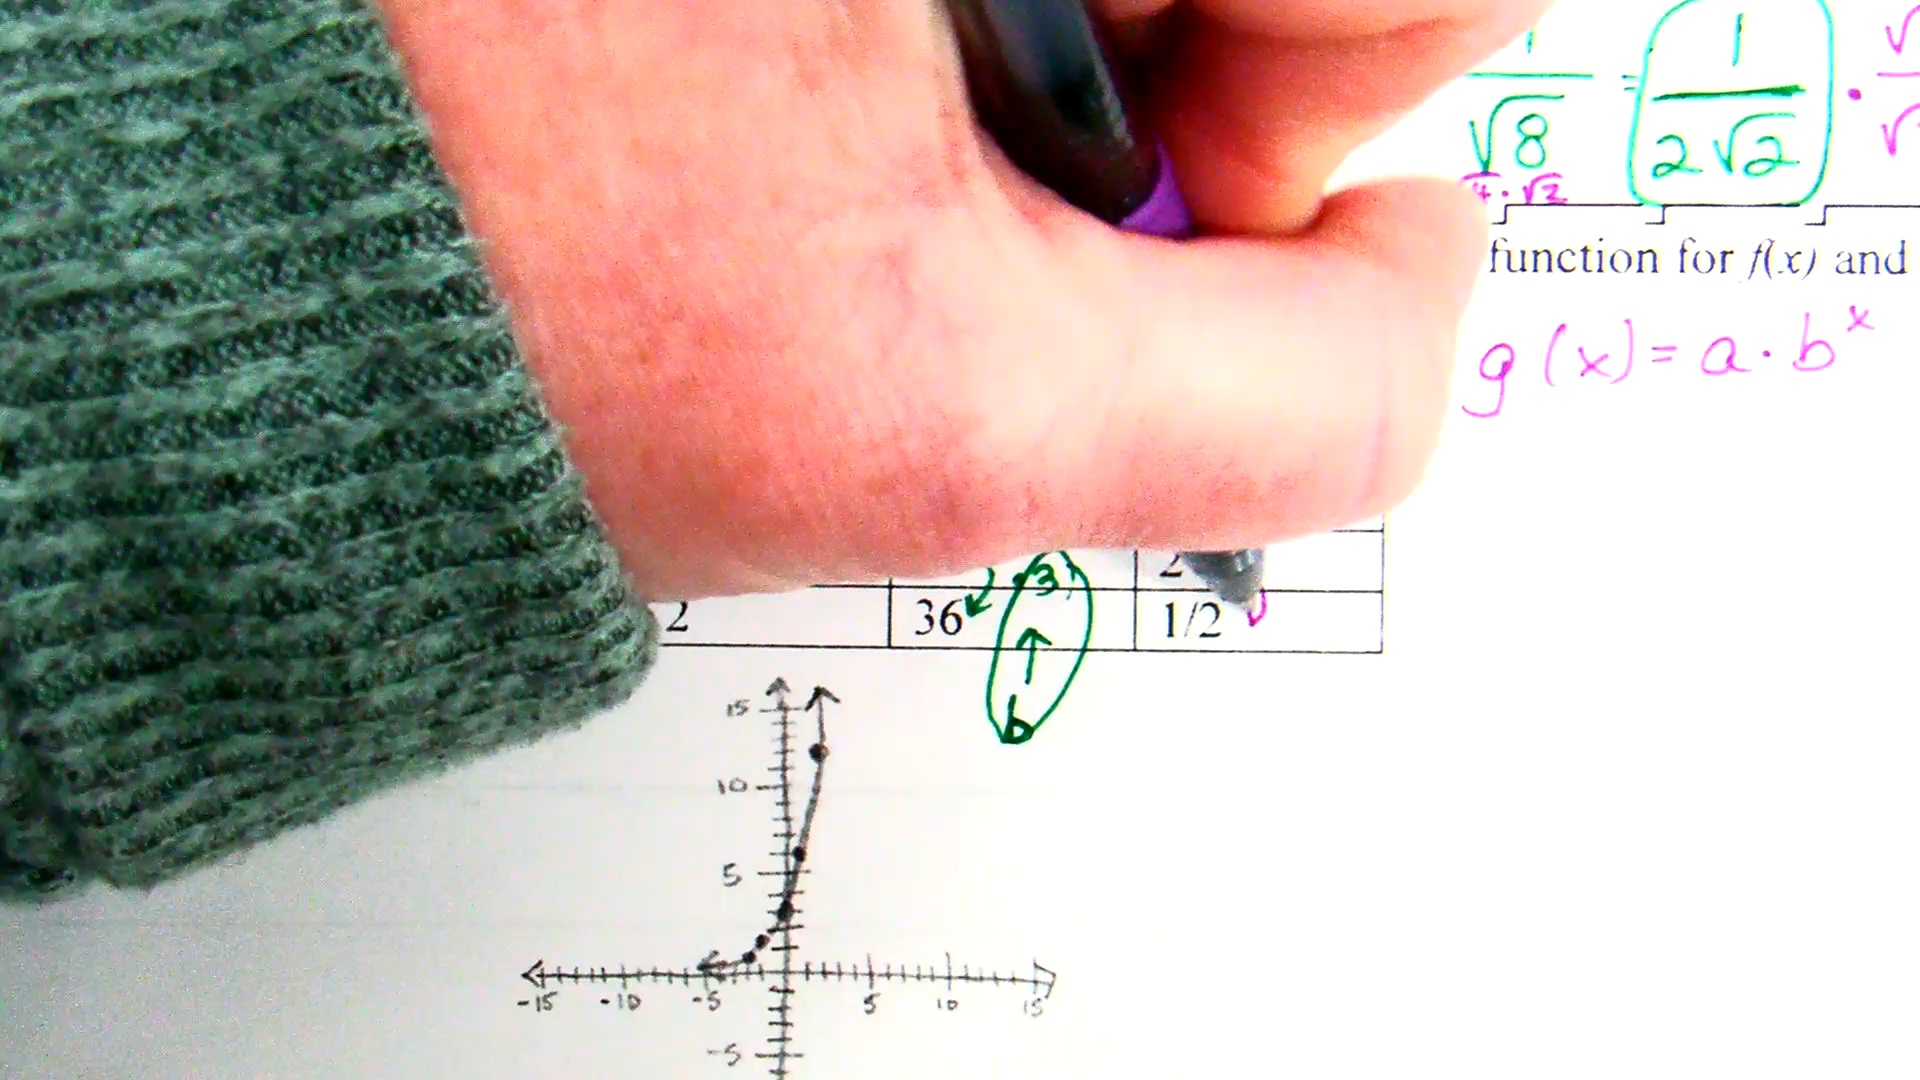 1 / √8 = 1 / 2√2 ·
√4 · √2
function for f(x) and
g(x) = a · b^x
·3
2
2 36 1/2
b
15
10
5
-15 -10 -5 5 10 15
-5